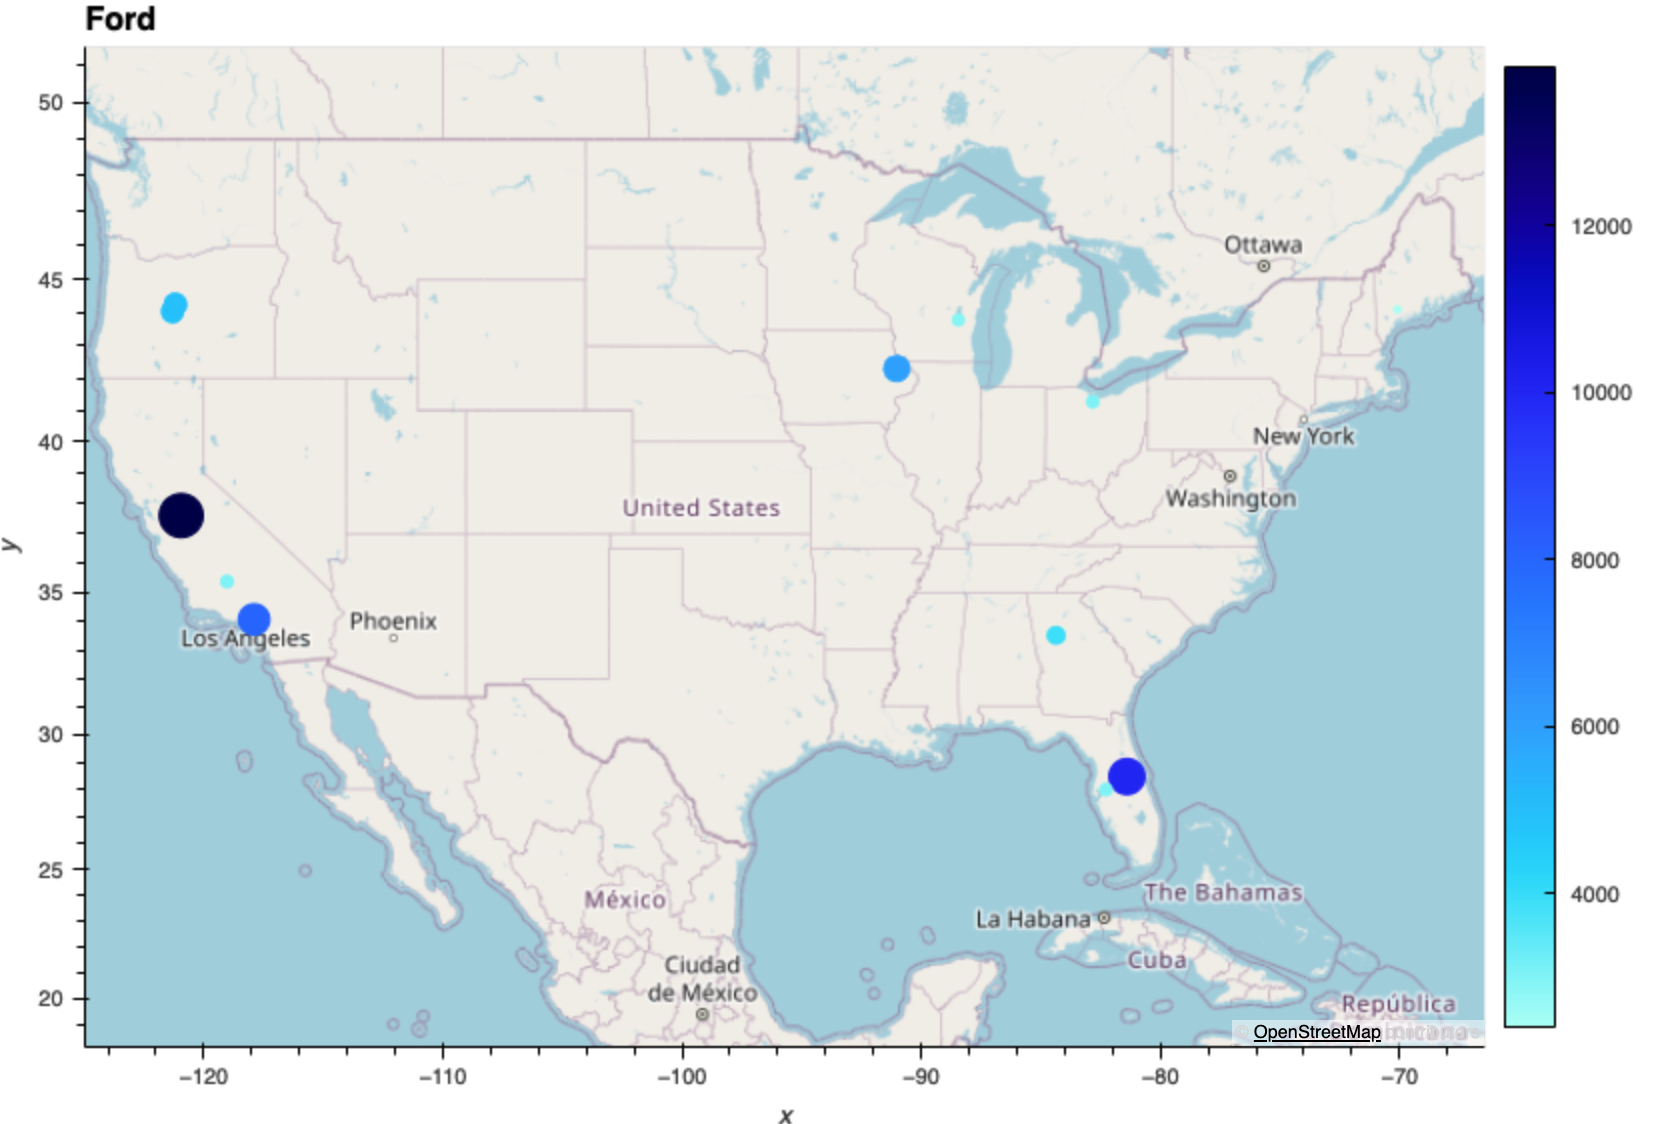 Ford
50
45
40
35
30
25
20
y
Ottawa
New York
Washington
United States
Phoenix
Los Angeles
México
La Habana
The Bahamas
Cuba
Ciudad
de México
República
© OpenStreetMap
−120
−110
−100
−90
−80
−70
x
12000
10000
8000
6000
4000